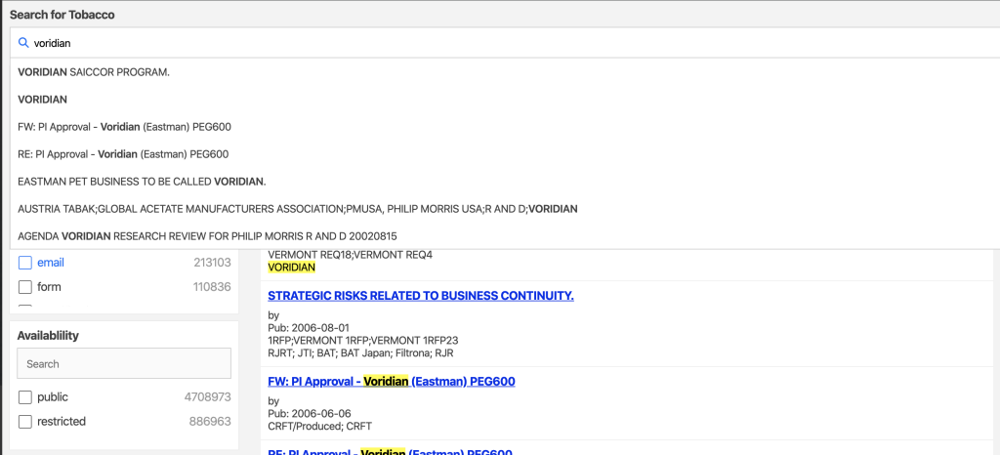 Search for Tobacco
voridian
VORIDIAN SAICCOR PROGRAM.
VORIDIAN
FW: PI Approval - Voridian (Eastman) PEG600
RE: PI Approval - Voridian (Eastman) PEG600
EASTMAN PET BUSINESS TO BE CALLED VORIDIAN.
AUSTRIA TABAK;GLOBAL ACETATE MANUFACTURERS ASSOCIATION;PMUSA, PHILIP MORRIS USA;R AND D;VORIDIAN
AGENDA VORIDIAN RESEARCH REVIEW FOR PHILIP MORRIS R AND D 20020815
email 213103
form 110836
Availablility
Search
public 4708973
restricted 886963
VERMONT REQ18;VERMONT REQ4
VORIDIAN
STRATEGIC RISKS RELATED TO BUSINESS CONTINUITY.
by
Pub: 2006-08-01
1RFP;VERMONT 1RFP;VERMONT 1RFP23
RJRT; JTI; BAT; BAT Japan; Filtrona; RJR
FW: PI Approval - Voridian (Eastman) PEG600
by
Pub: 2006-06-06
CRFT/Produced; CRFT
RE: PI Approval - Voridian (Eastman) PEG600